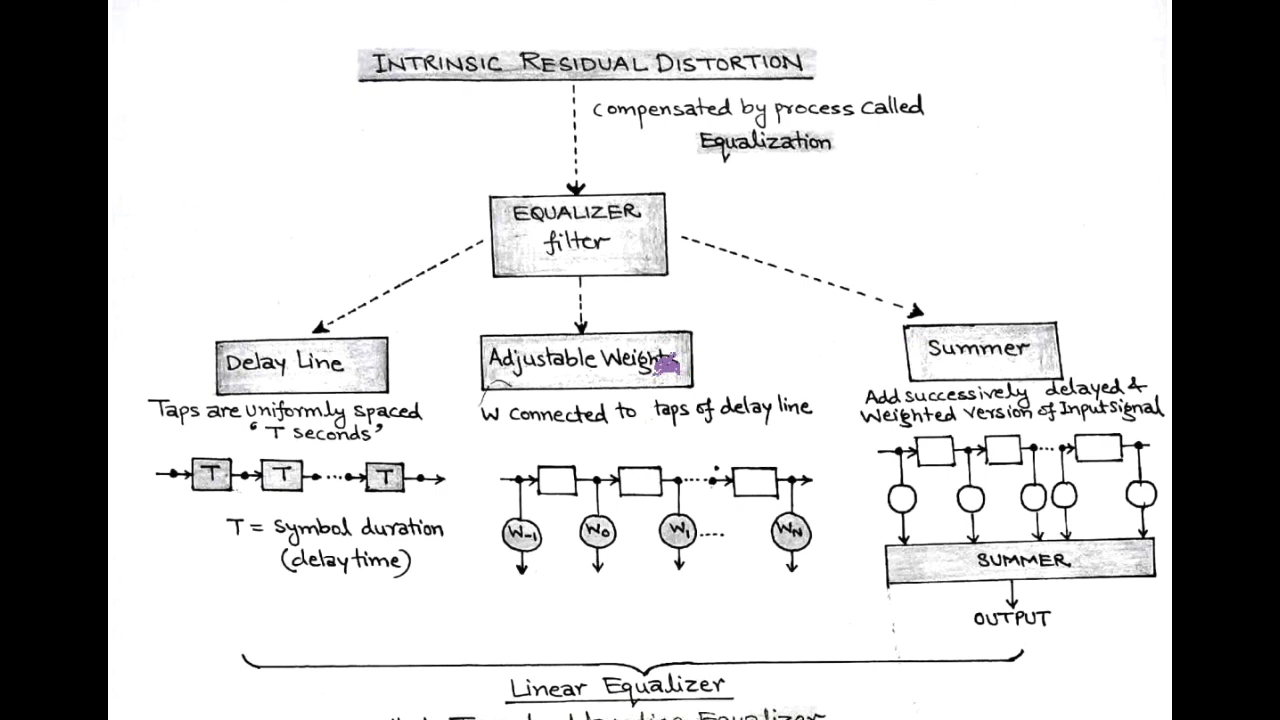 INTRINSIC RESIDUAL DISTORTION
compensated by process called
Equalization
EQUALIZER
filter
Delay Line
Taps are uniformly spaced
"T seconds"
T T T
T = symbol duration
(delay time)
Adjustable Weights
W connected to taps of delay line
W-1 W0 W1 .... WN
Summer
Add successively delayed &
Weighted version of Input signal
SUMMER
OUTPUT
Linear Equalizer
Equalizer